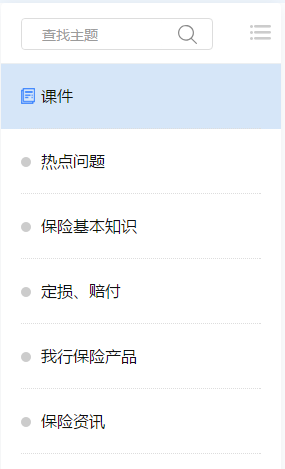 查找主题
课件
热点问题
保险基本知识
定损、赔付
我行保险产品
保险资讯